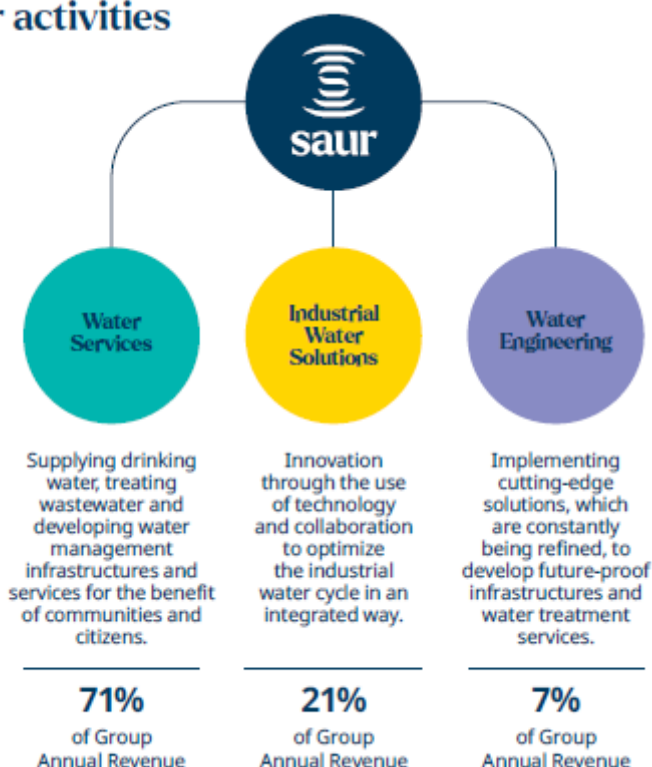 r activities
saur
Water
Services
Industrial
Water
Solutions
Water
Engineering
Supplying drinking
water, treating
wastewater and
developing water
management
infrastructures and
services for the benefit
of communities and
citizens.
Innovation
through the use
of technology
and collaboration
to optimize
the industrial
water cycle in an
integrated way.
Implementing
cutting-edge
solutions, which
are constantly
being refined, to
develop future-proof
infrastructures and
water treatment
services.
71%
of Group
Annual Revenue
21%
of Group
Annual Revenue
7%
of Group
Annual Revenue